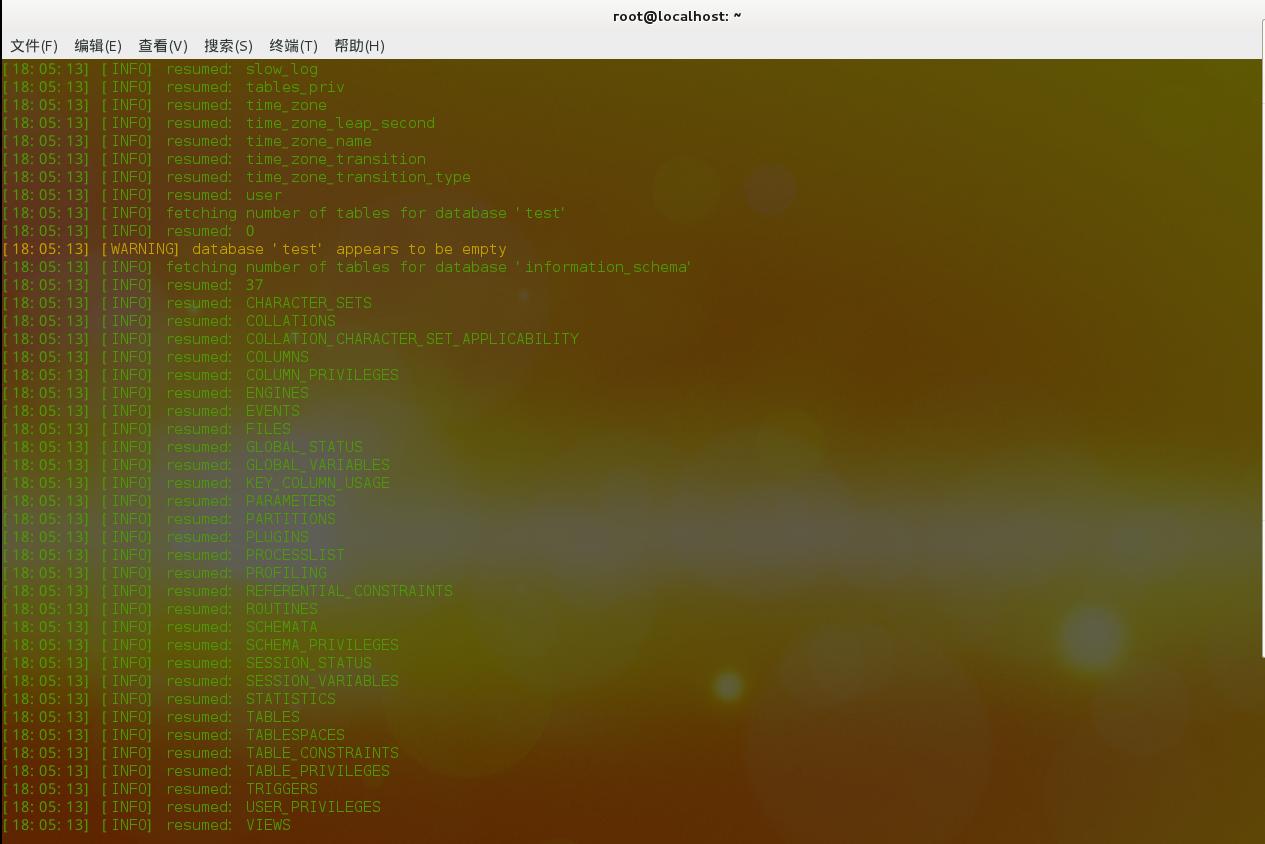 root@localhost: ~
文件(F) 编辑(E) 查看(V) 搜索(S) 终端(T) 帮助(H)
[18:05:13] [INFO] resumed: slow_log
[18:05:13] [INFO] resumed: tables_priv
[18:05:13] [INFO] resumed: time_zone
[18:05:13] [INFO] resumed: time_zone_leap_second
[18:05:13] [INFO] resumed: time_zone_name
[18:05:13] [INFO] resumed: time_zone_transition
[18:05:13] [INFO] resumed: time_zone_transition_type
[18:05:13] [INFO] resumed: user
[18:05:13] [INFO] fetching number of tables for database 'test'
[18:05:13] [INFO] resumed: 0
[18:05:13] [WARNING] database 'test' appears to be empty
[18:05:13] [INFO] fetching number of tables for database 'information_schema'
[18:05:13] [INFO] resumed: 37
[18:05:13] [INFO] resumed: CHARACTER_SETS
[18:05:13] [INFO] resumed: COLLATIONS
[18:05:13] [INFO] resumed: COLLATION_CHARACTER_SET_APPLICABILITY
[18:05:13] [INFO] resumed: COLUMNS
[18:05:13] [INFO] resumed: COLUMN_PRIVILEGES
[18:05:13] [INFO] resumed: ENGINES
[18:05:13] [INFO] resumed: EVENTS
[18:05:13] [INFO] resumed: FILES
[18:05:13] [INFO] resumed: GLOBAL_STATUS
[18:05:13] [INFO] resumed: GLOBAL_VARIABLES
[18:05:13] [INFO] resumed: KEY_COLUMN_USAGE
[18:05:13] [INFO] resumed: PARAMETERS
[18:05:13] [INFO] resumed: PARTITIONS
[18:05:13] [INFO] resumed: PLUGINS
[18:05:13] [INFO] resumed: PROCESSLIST
[18:05:13] [INFO] resumed: PROFILING
[18:05:13] [INFO] resumed: REFERENTIAL_CONSTRAINTS
[18:05:13] [INFO] resumed: ROUTINES
[18:05:13] [INFO] resumed: SCHEMATA
[18:05:13] [INFO] resumed: SCHEMA_PRIVILEGES
[18:05:13] [INFO] resumed: SESSION_STATUS
[18:05:13] [INFO] resumed: SESSION_VARIABLES
[18:05:13] [INFO] resumed: STATISTICS
[18:05:13] [INFO] resumed: TABLES
[18:05:13] [INFO] resumed: TABLESPACES
[18:05:13] [INFO] resumed: TABLE_CONSTRAINTS
[18:05:13] [INFO] resumed: TABLE_PRIVILEGES
[18:05:13] [INFO] resumed: TRIGGERS
[18:05:13] [INFO] resumed: USER_PRIVILEGES
[18:05:13] [INFO] resumed: VIEWS